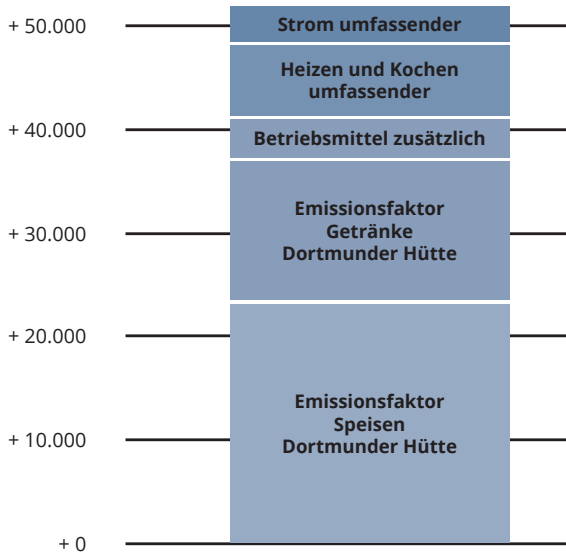 + 50.000
Strom umfassender
Heizen und Kochen
umfassender
+ 40.000
Betriebsmittel zusätzlich
Emissionsfaktor
Getränke
Dortmunder Hütte
+ 30.000
+ 20.000
Emissionsfaktor
Speisen
Dortmunder Hütte
+ 10.000
+ 0